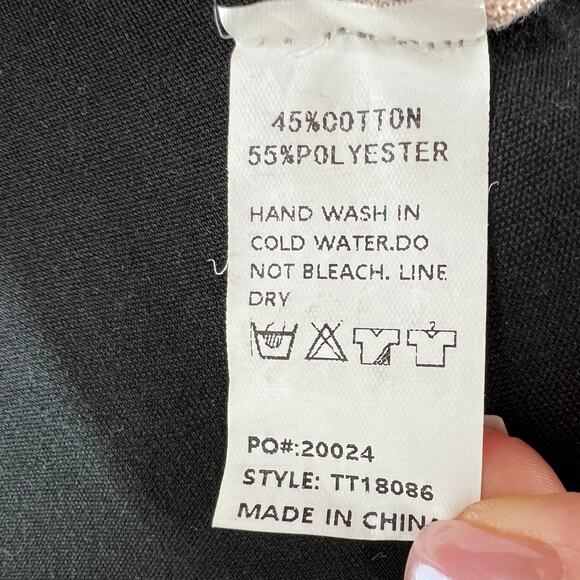 45%COTTON
55%POLYESTER
HAND WASH IN
COLD WATER.DO
NOT BLEACH. LINE
DRY
PO#:20024
STYLE: TT18086
MADE IN CHINA